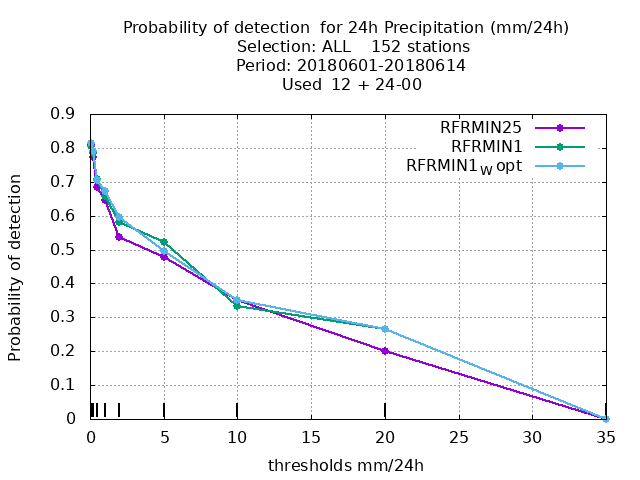 Probability of detection  for 24h Precipitation (mm/24h)
Selection: ALL    152 stations
Period: 20180601-20180614
Used  12 + 24-00
RFRMIN25
RFRMIN1
RFRMIN1_W opt
Probability of detection
0.9
0.8
0.7
0.6
0.5
0.4
0.3
0.2
0.1
0
0 5 10 15 20 25 30 35
thresholds mm/24h